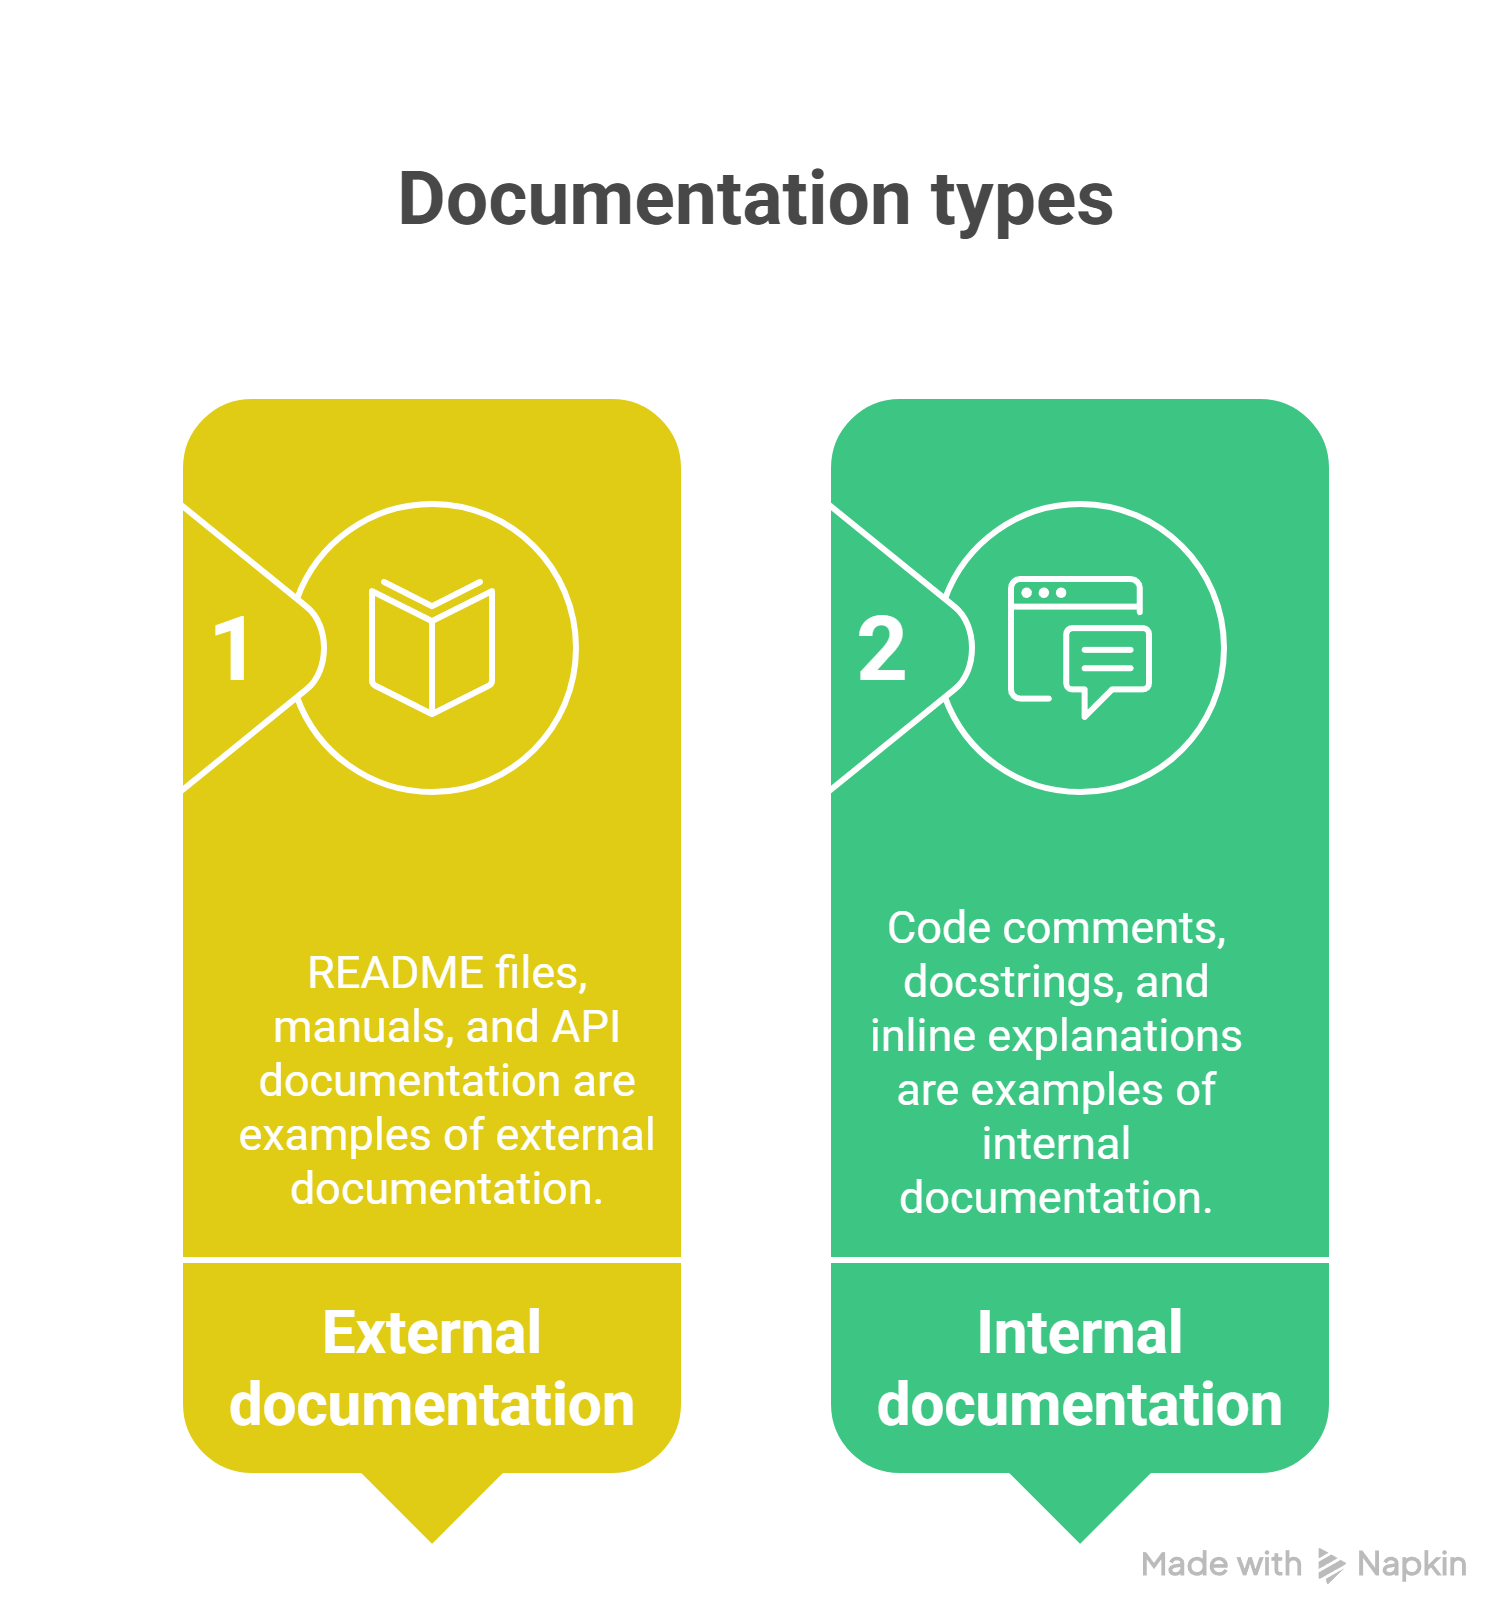 Documentation types
1
README files,
manuals, and API
documentation are
examples of external
documentation.
External
documentation
2
Code comments,
docstrings, and
inline explanations
are examples of
internal
documentation.
Internal
documentation
Made with Napkin